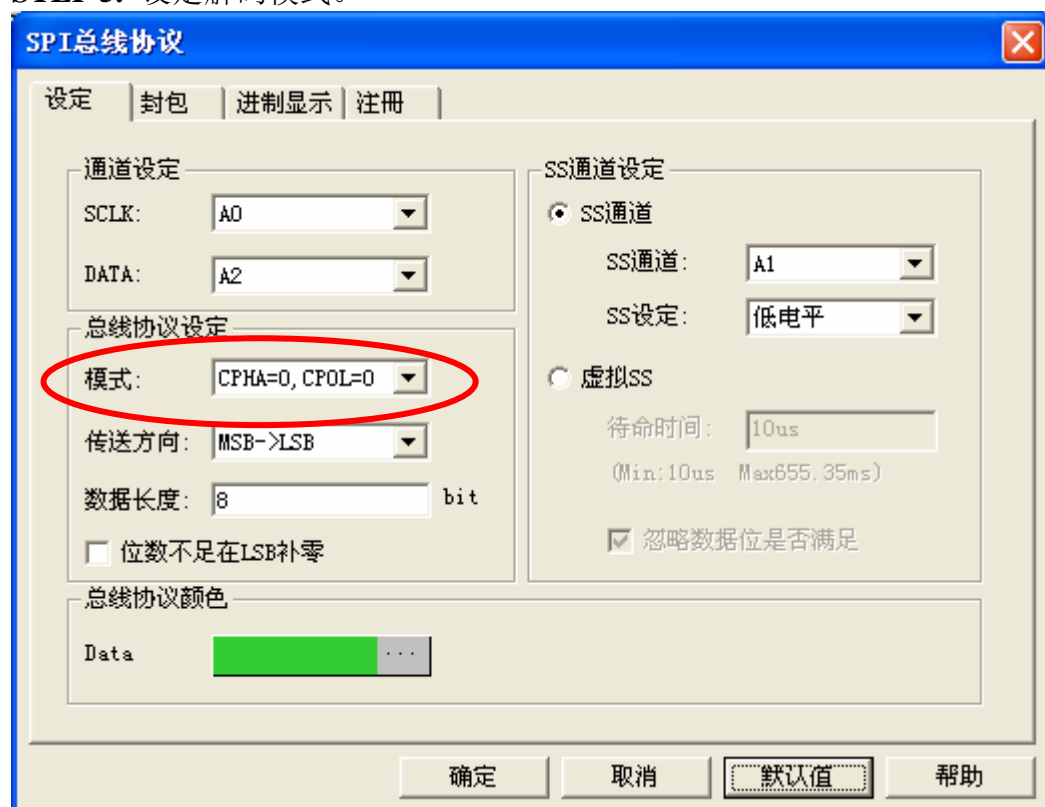 SPI总线协议
设定 封包 进制显示 注冊
通道设定
SCLK: A0
DATA: A2
总线协议设定
模式: CPHA=0,CPOL=0
传送方向: MSB->LSB
数据长度: 8 bit
位数不足在LSB补零
SS通道设定
SS通道
SS通道: A1
SS设定: 低电平
虚拟SS
待命时间: 10us
(Min:10us Max655.35ms)
忽略数据位是否满足
总线协议颜色
Data ...
确定 取消 默认值 帮助